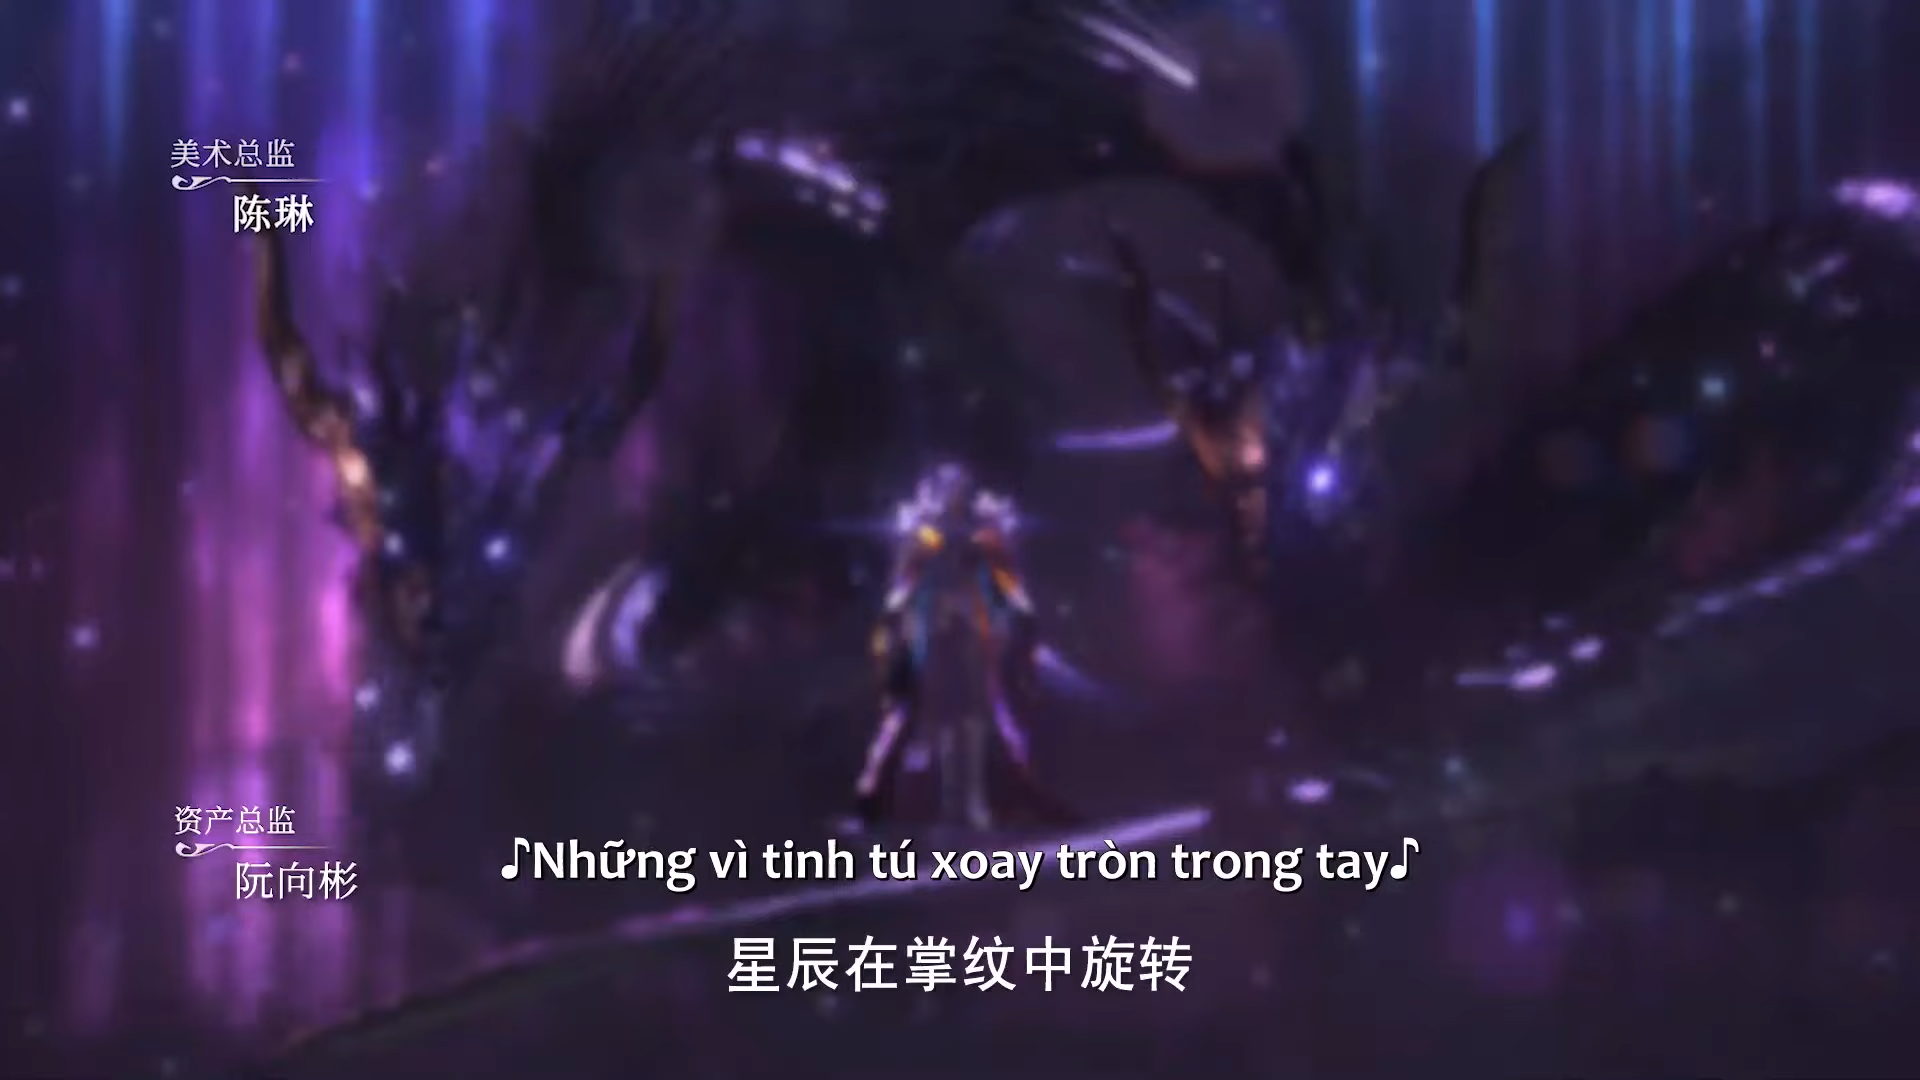 美术总监
陈琳
资产总监
阮向彬
♪Những vì tinh tú xoay tròn trong tay♪
星辰在掌纹中旋转